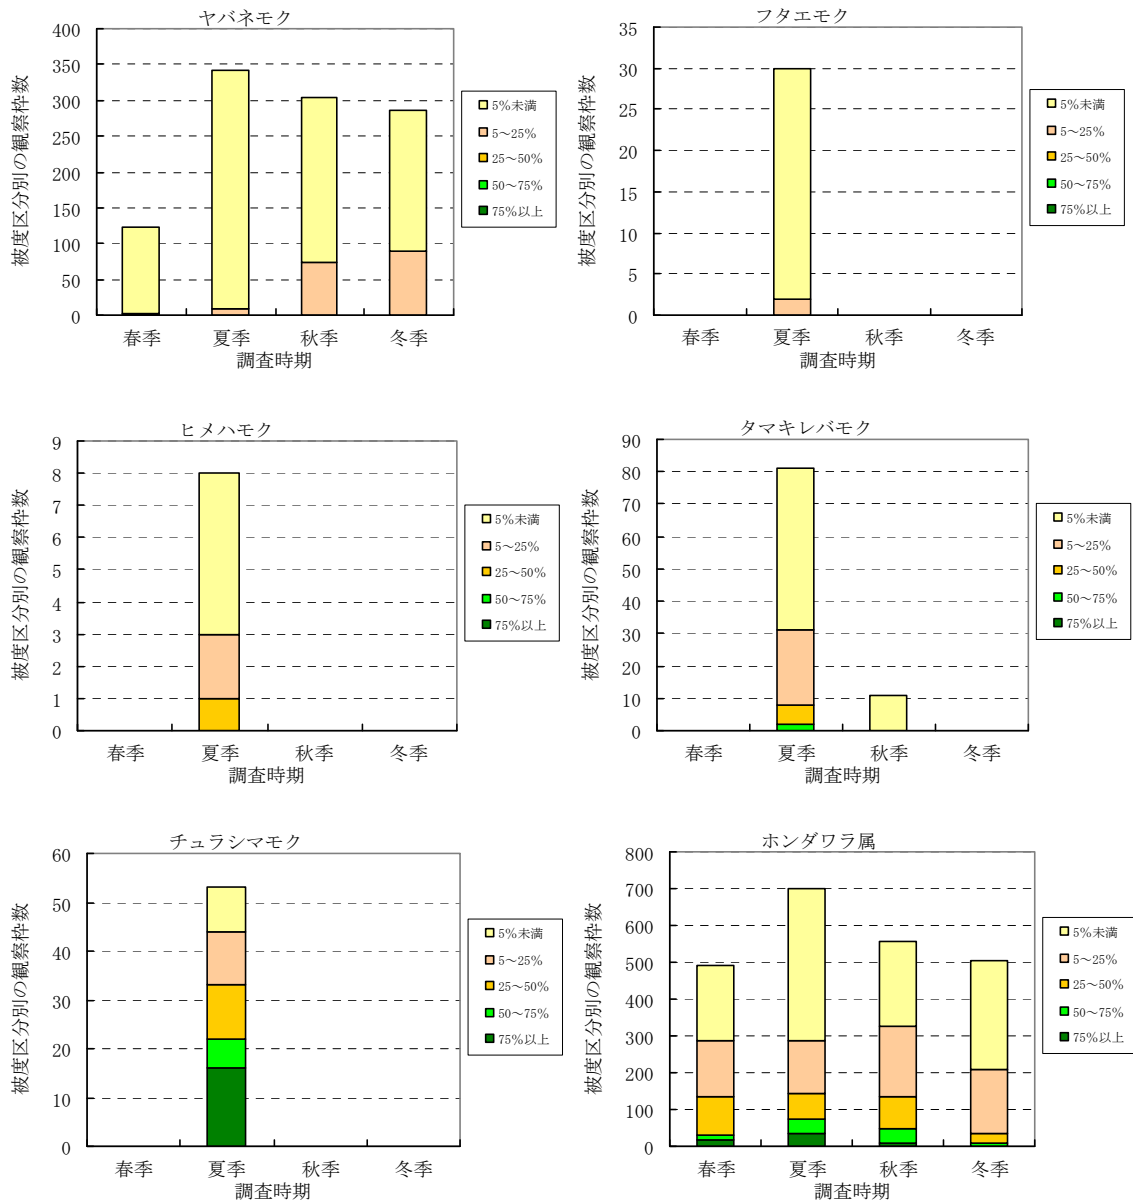 ヤバネモク
400
350
300
250
200
150
100
50
0
被度区分別の観察枠数
春季 夏季 秋季 冬季
調査時期
5%未満
5～25%
25～50%
50～75%
75%以上
フタエモク
35
30
25
20
15
10
5
0
被度区分別の観察枠数
春季 夏季 秋季 冬季
調査時期
5%未満
5～25%
25～50%
50～75%
75%以上
ヒメハモク
9
8
7
6
5
4
3
2
1
0
被度区分別の観察枠数
春季 夏季 秋季 冬季
調査時期
5%未満
5～25%
25～50%
50～75%
75%以上
タマキレバモク
90
80
70
60
50
40
30
20
10
0
被度区分別の観察枠数
春季 夏季 秋季 冬季
調査時期
5%未満
5～25%
25～50%
50～75%
75%以上
チュラシマモク
60
50
40
30
20
10
0
被度区分別の観察枠数
春季 夏季 秋季 冬季
調査時期
5%未満
5～25%
25～50%
50～75%
75%以上
ホンダワラ属
800
700
600
500
400
300
200
100
0
被度区分別の観察枠数
春季 夏季 秋季 冬季
調査時期
5%未満
5～25%
25～50%
50～75%
75%以上